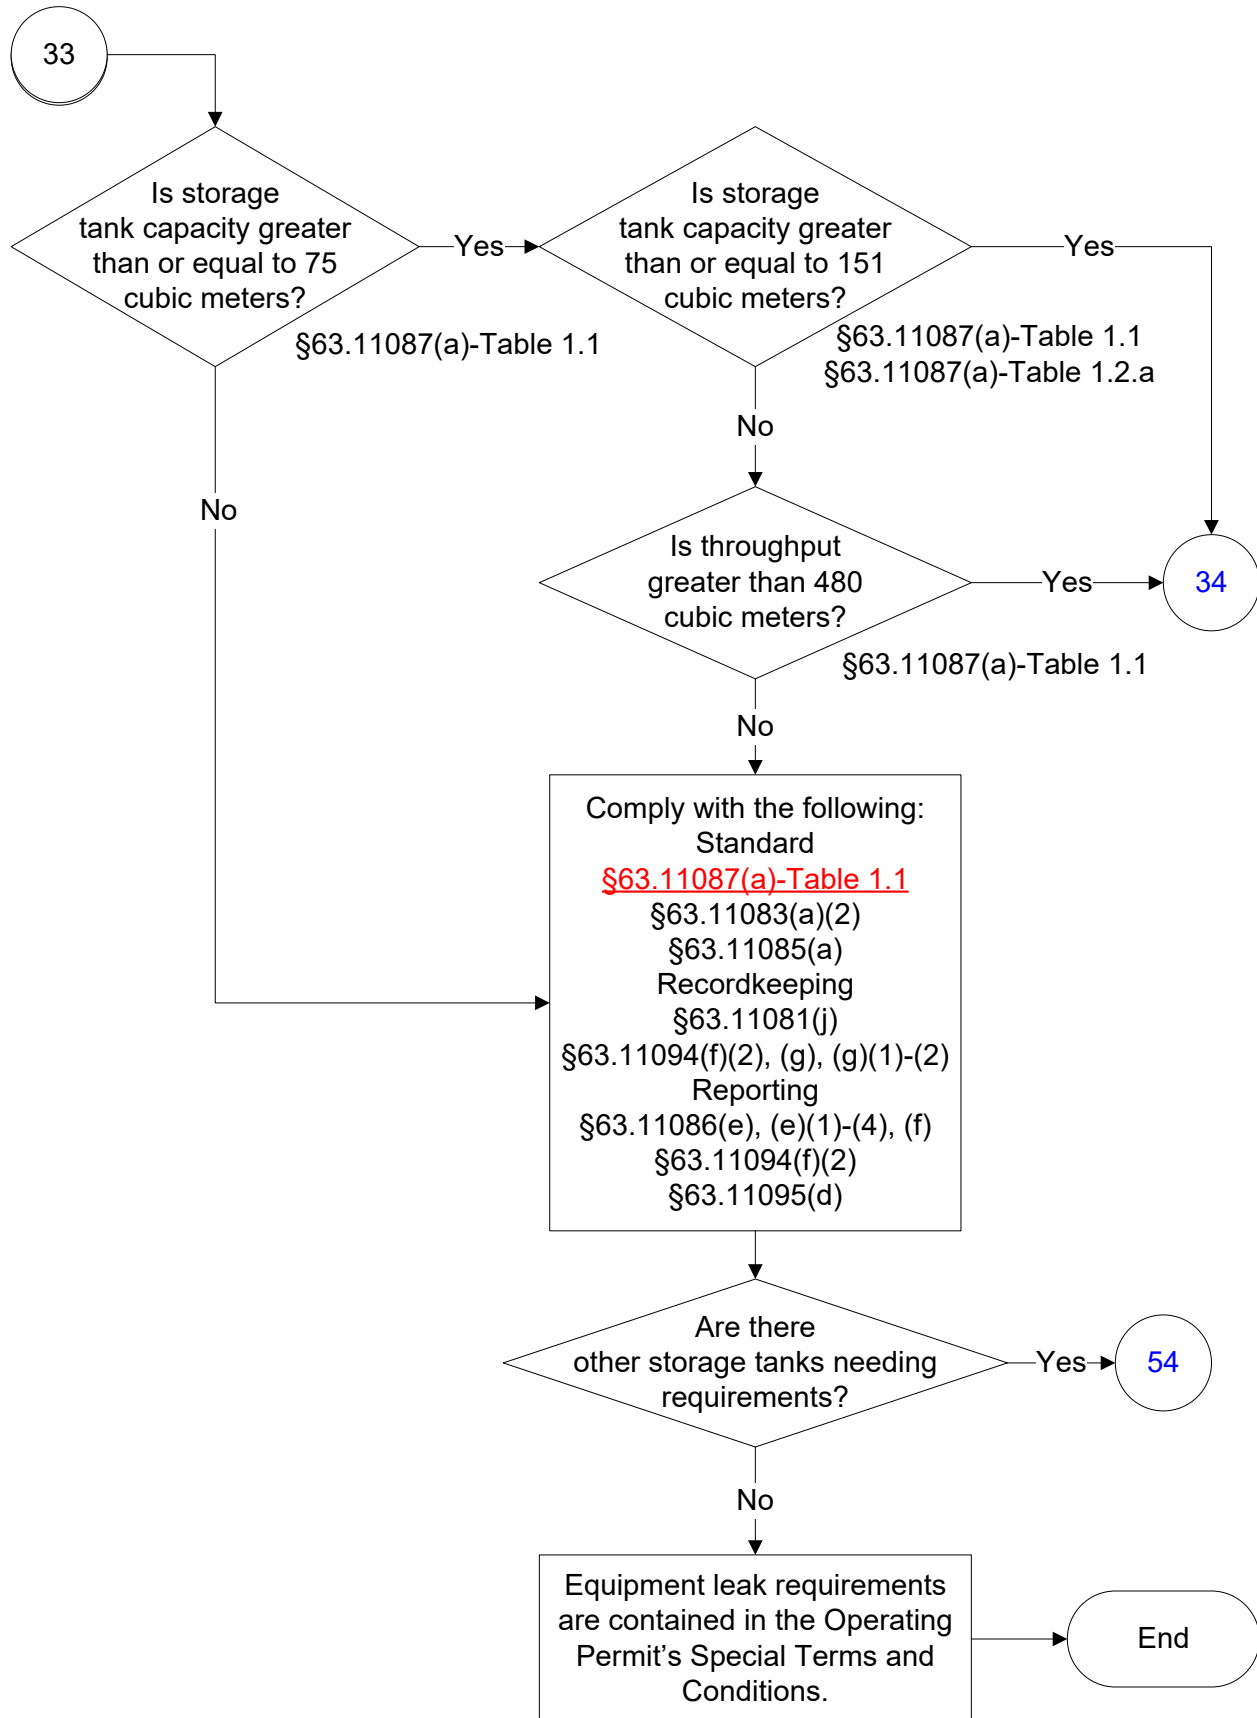 33
Is storage
tank capacity greater
than or equal to 75
cubic meters?
§63.11087(a)-Table 1.1
Yes
Is storage
tank capacity greater
than or equal to 151
cubic meters?
§63.11087(a)-Table 1.1
§63.11087(a)-Table 1.2.a
Yes
No
No
Is throughput
greater than 480
cubic meters?
§63.11087(a)-Table 1.1
Yes
34
No
Comply with the following:
Standard
§63.11087(a)-Table 1.1
§63.11083(a)(2)
§63.11085(a)
Recordkeeping
§63.11081(j)
§63.11094(f)(2), (g), (g)(1)-(2)
Reporting
§63.11086(e), (e)(1)-(4), (f)
§63.11094(f)(2)
§63.11095(d)
Are there
other storage tanks needing
requirements?
Yes
54
No
Equipment leak requirements
are contained in the Operating
Permit’s Special Terms and
Conditions.
End